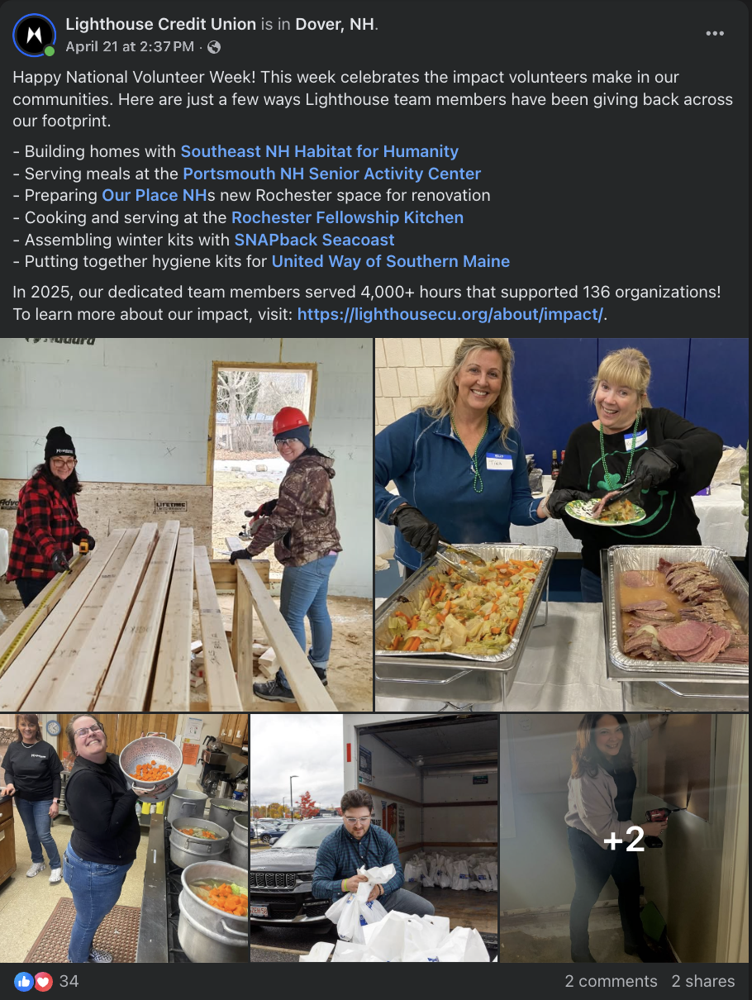 Lighthouse Credit Union is in Dover, NH.
April 21 at 2:37 PM ·
Happy National Volunteer Week! This week celebrates the impact volunteers make in our
communities. Here are just a few ways Lighthouse team members have been giving back across
our footprint.
- Building homes with Southeast NH Habitat for Humanity
- Serving meals at the Portsmouth NH Senior Activity Center
- Preparing Our Place NHs new Rochester space for renovation
- Cooking and serving at the Rochester Fellowship Kitchen
- Assembling winter kits with SNAPback Seacoast
- Putting together hygiene kits for United Way of Southern Maine
In 2025, our dedicated team members served 4,000+ hours that supported 136 organizations!
To learn more about our impact, visit: https://lighthousecu.org/about/impact/.
LIFETIME
HELLO
+2
34
2 comments 2 shares